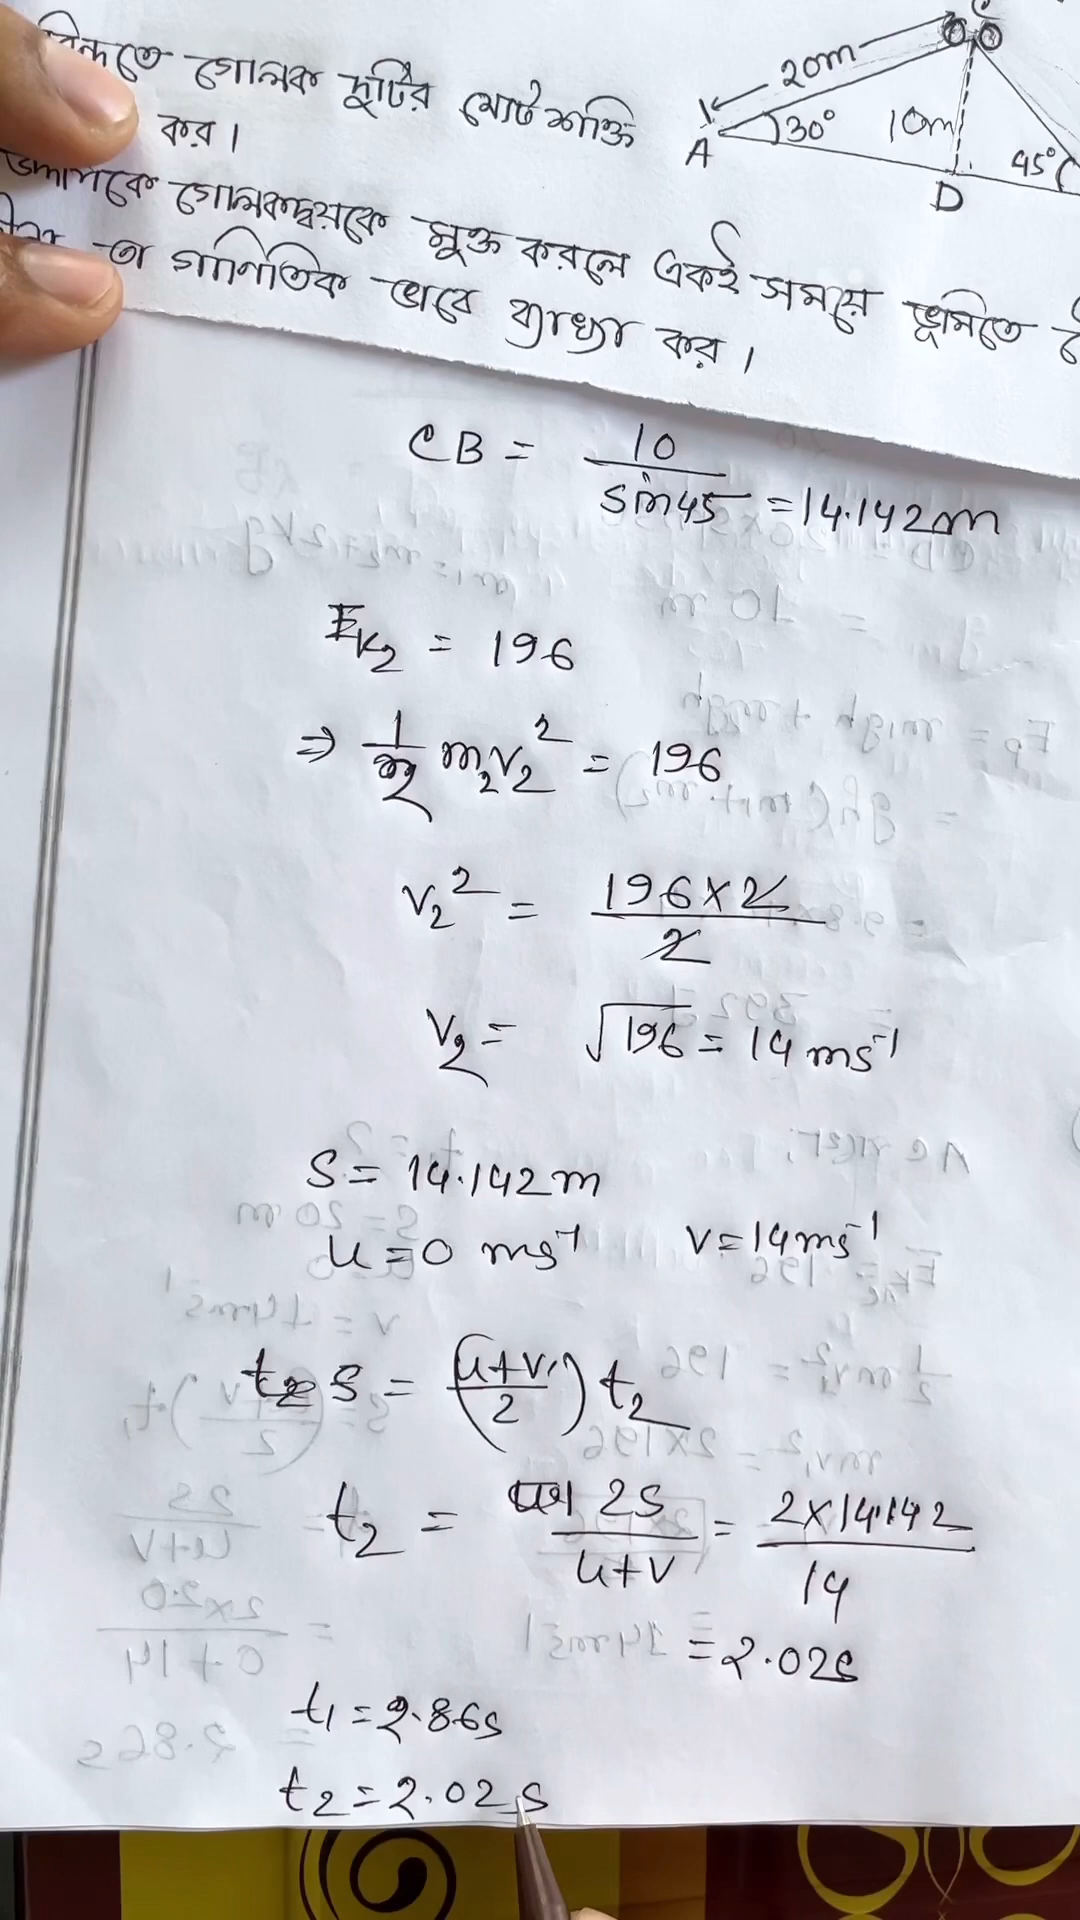 গোলক দুটির মোট শক্তি
কর।
গোলকদ্বয়কে মুক্ত করলে একই সময়ে ভূমিতে
তা গাণিতিক ভাবে ব্যাখ্যা কর।
C
20m
30°
10m
45°
A
D
CB = 10 / sin45 = 14.142m
Ek₂ = 196
⇒ 1/2 m₂v₂² = 196
v₂² = 196×2 / 2
v₂ = √196 = 14 ms⁻¹
S = 14.142m
u = 0 ms⁻¹ v = 14ms⁻¹
S = (u+v / 2) t₂
t₂ = 2s / u+v = 2×14.142 / 14
= 2.02s
t₁ = 2.86s
t₂ = 2.02s